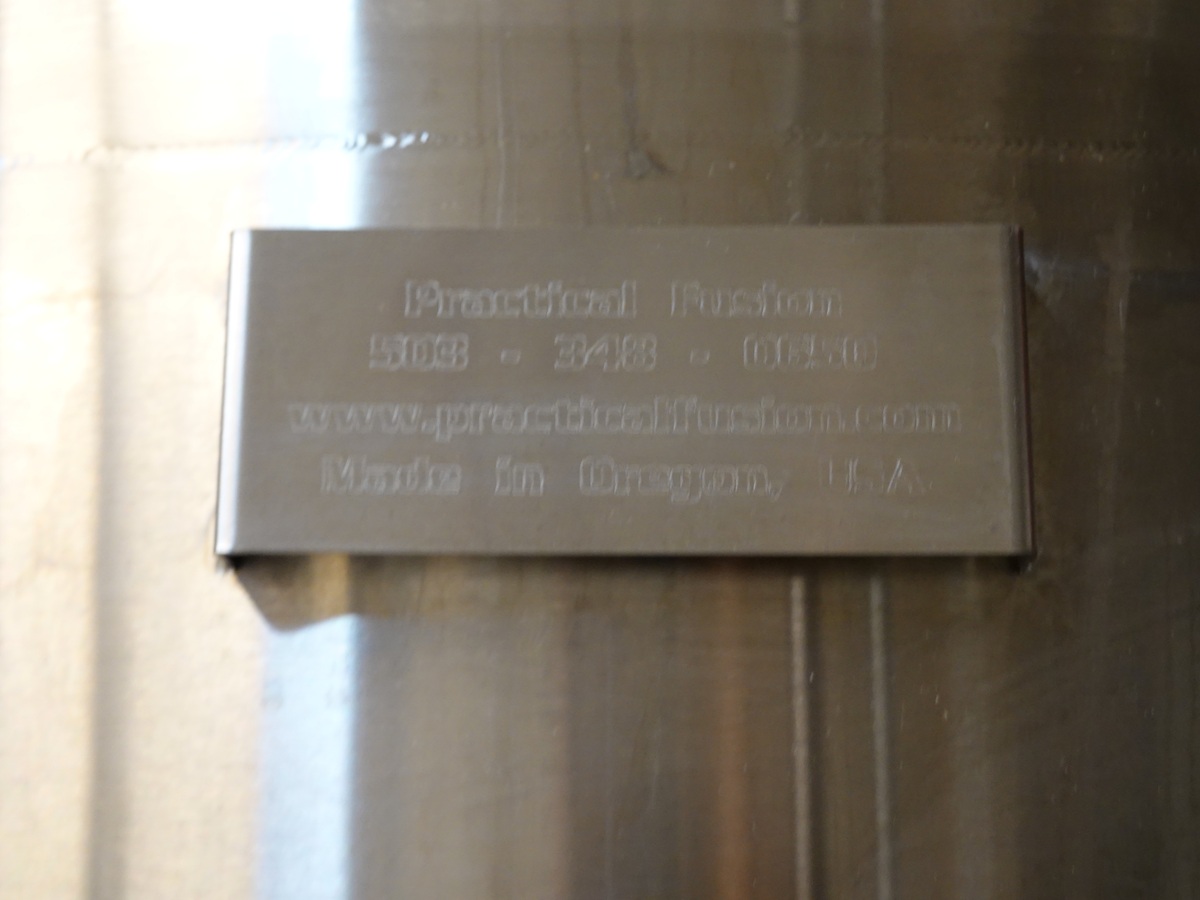 Practical Fusion
503 - 348 - 0650
www.practicalfusion.com
Made in Oregon, USA